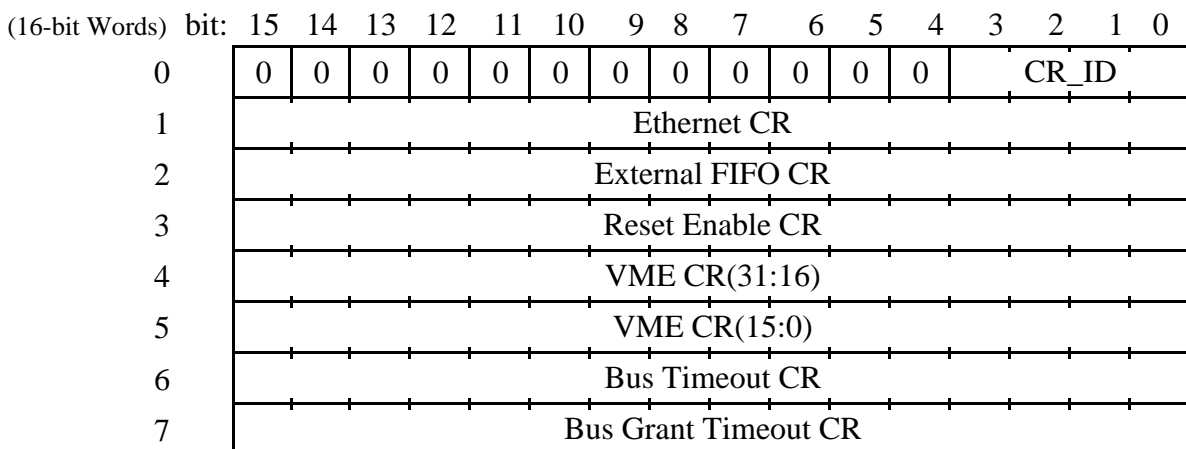 (16-bit Words) bit: 15 14 13 12 11 10 9 8 7 6 5 4 3 2 1 0
0 0 0 0 0 0 0 0 0 0 0 0 0 CR_ID
1 Ethernet CR
2 External FIFO CR
3 Reset Enable CR
4 VME CR(31:16)
5 VME CR(15:0)
6 Bus Timeout CR
7 Bus Grant Timeout CR